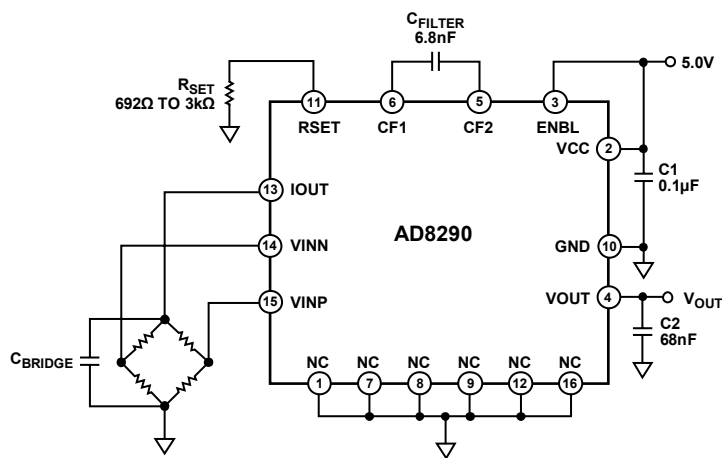 CFILTER
6.8nF
RSET
692Ω TO 3kΩ
5.0V
11
6
5
3
RSET
CF1
CF2
ENBL
VCC
2
C1
0.1µF
13
IOUT
14
VINN
AD8290
GND
10
15
VINP
VOUT
4
VOUT
C2
68nF
CBRIDGE
NC
NC
NC
NC
NC
NC
1
7
8
9
12
16